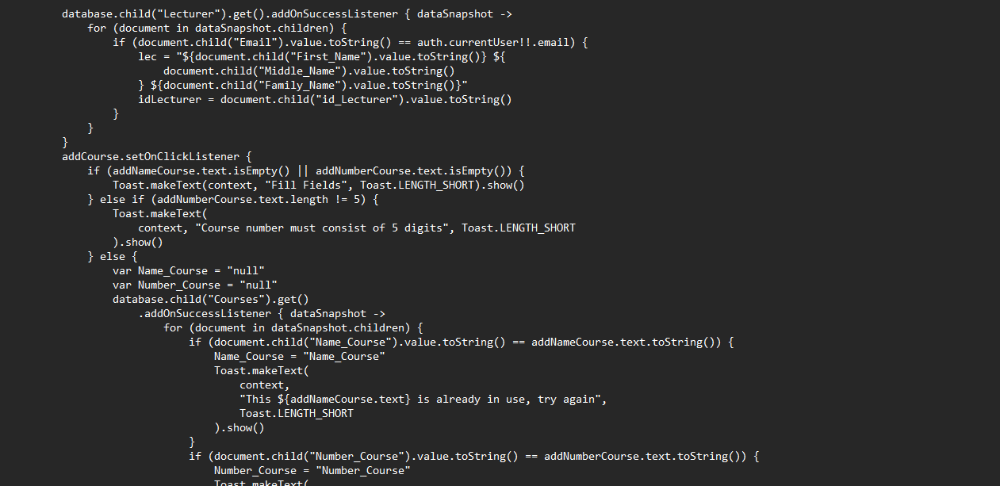 database.child("Lecturer").get().addOnSuccessListener { dataSnapshot ->
for (document in dataSnapshot.children) {
if (document.child("Email").value.toString() == auth.currentUser!!.email) {
lec = "${document.child("First_Name").value.toString()} ${
document.child("Middle_Name").value.toString()
} ${document.child("Family_Name").value.toString()}"
idLecturer = document.child("id_Lecturer").value.toString()
}
}
}
addCourse.setOnClickListener {
if (addNameCourse.text.isEmpty() || addNumberCourse.text.isEmpty()) {
Toast.makeText(context, "Fill Fields", Toast.LENGTH_SHORT).show()
} else if (addNumberCourse.text.length != 5) {
Toast.makeText(
context, "Course number must consist of 5 digits", Toast.LENGTH_SHORT
).show()
} else {
var Name_Course = "null"
var Number_Course = "null"
database.child("Courses").get()
.addOnSuccessListener { dataSnapshot ->
for (document in dataSnapshot.children) {
if (document.child("Name_Course").value.toString() == addNameCourse.text.toString()) {
Name_Course = "Name_Course"
Toast.makeText(
context,
"This ${addNameCourse.text} is already in use, try again",
Toast.LENGTH_SHORT
).show()
}
if (document.child("Number_Course").value.toString() == addNumberCourse.text.toString()) {
Number_Course = "Number_Course"
Toast.makeText(